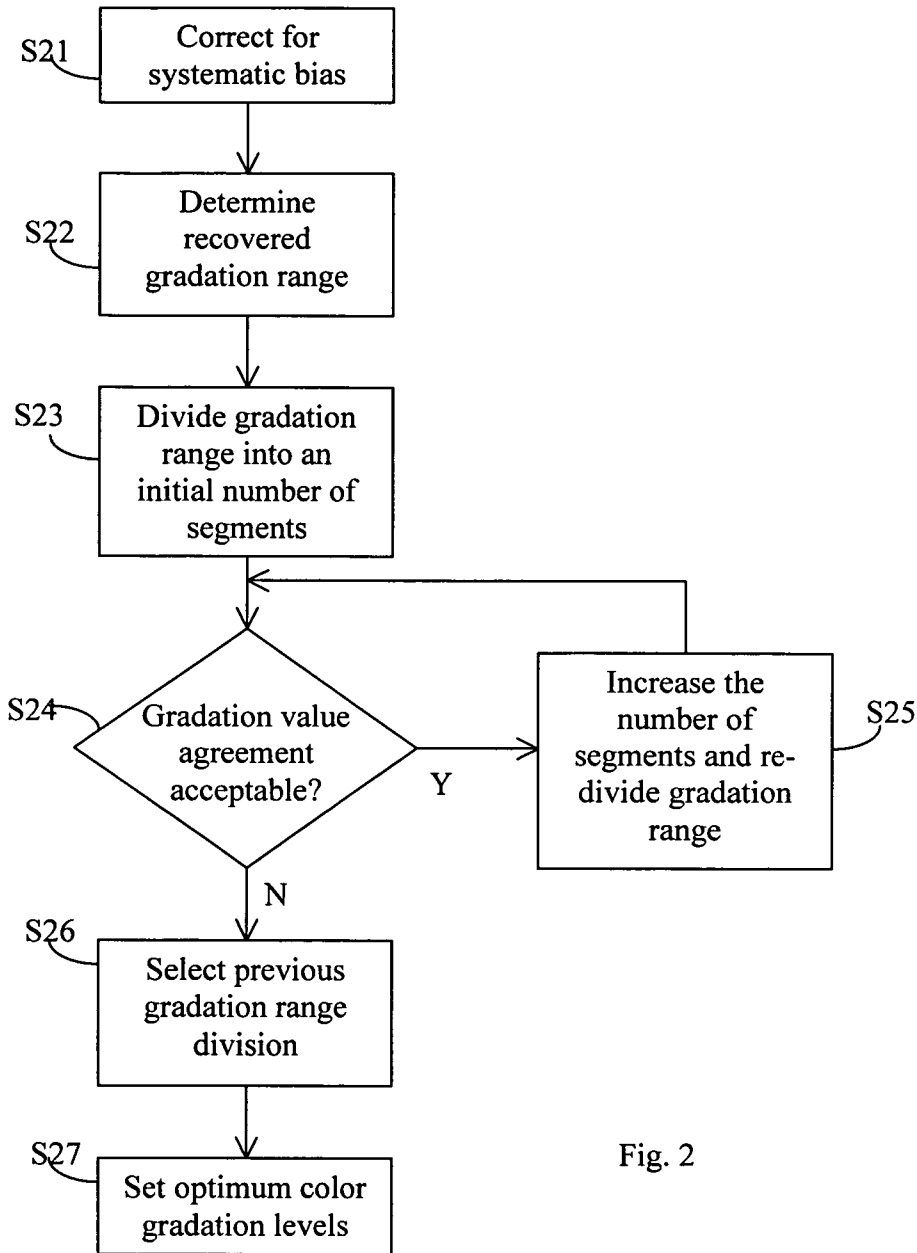 S21
Correct for
systematic bias
S22
Determine
recovered
gradation range
S23
Divide gradation
range into an
initial number of
segments
S24
Gradation value
agreement
acceptable?
Y
Increase the
number of
segments and re-
divide gradation
range
S25
N
S26
Select previous
gradation range
division
S27
Set optimum color
gradation levels
Fig. 2